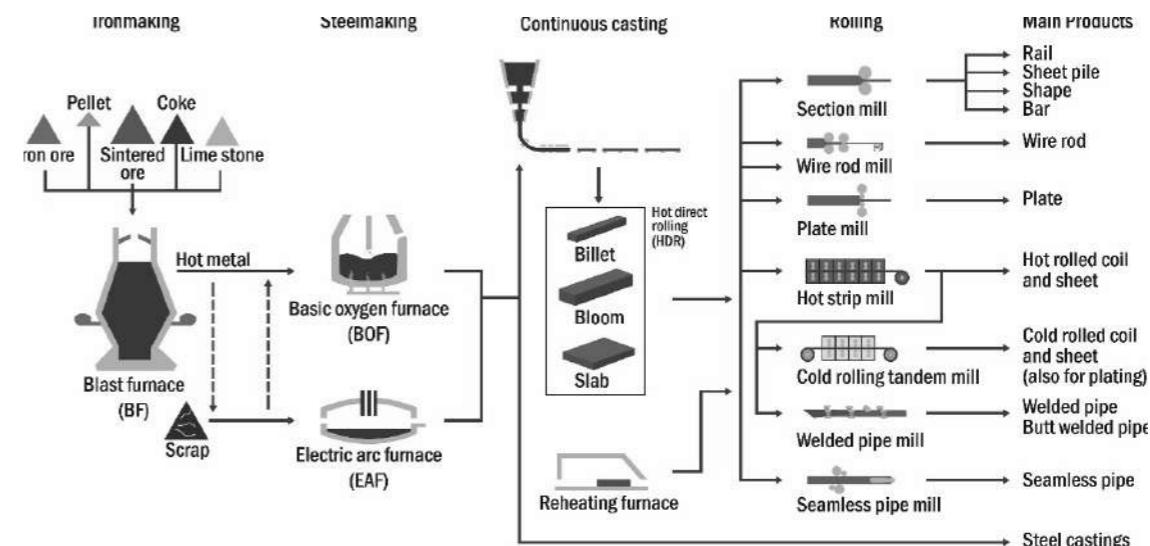 Ironmaking
Steelmaking
Continuous casting
Rolling
Main Products
Pellet
Coke
ron ore
Sintered
ore
Lime stone
Hot metal
Blast furnace
(BF)
Scrap
Basic oxygen furnace
(BOF)
Electric arc furnace
(EAF)
Hot direct
rolling
(HDR)
Billet
Bloom
Slab
Reheating furnace
Section mill
Wire rod mill
Plate mill
Hot strip mill
Cold rolling tandem mill
Welded pipe mill
Seamless pipe mill
Rail
Sheet pile
Shape
Bar
Wire rod
Plate
Hot rolled coil
and sheet
Cold rolled coil
and sheet
(also for plating)
Welded pipe
Butt welded pipe
Seamless pipe
Steel castings